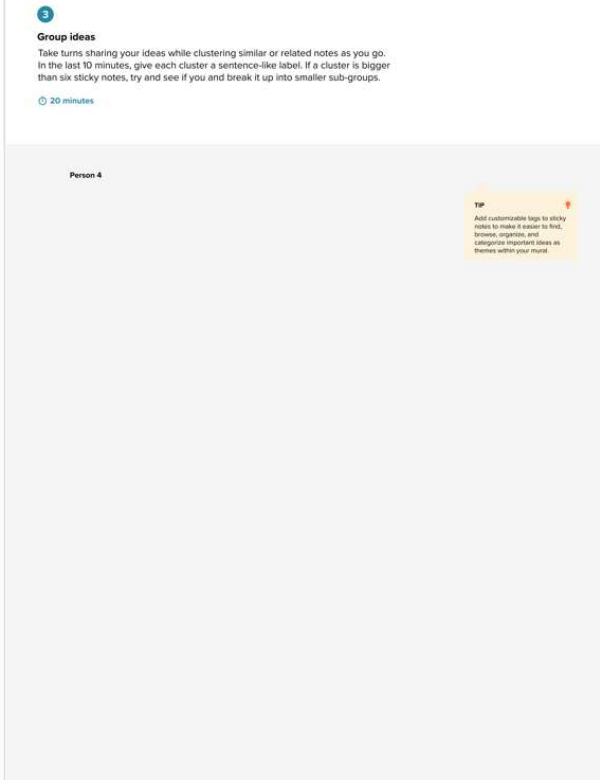 3
Group ideas
Take turns sharing your ideas while clustering similar or related notes as you go.
In the last 10 minutes, give each cluster a sentence-like label. If a cluster is bigger
than six sticky notes, try and see if you and break it up into smaller sub-groups.
20 minutes
Person 4
TIP
Add customizable tags to sticky
notes to make it easier to find,
browse, organize, and
categorize important ideas as
themes within your mural.